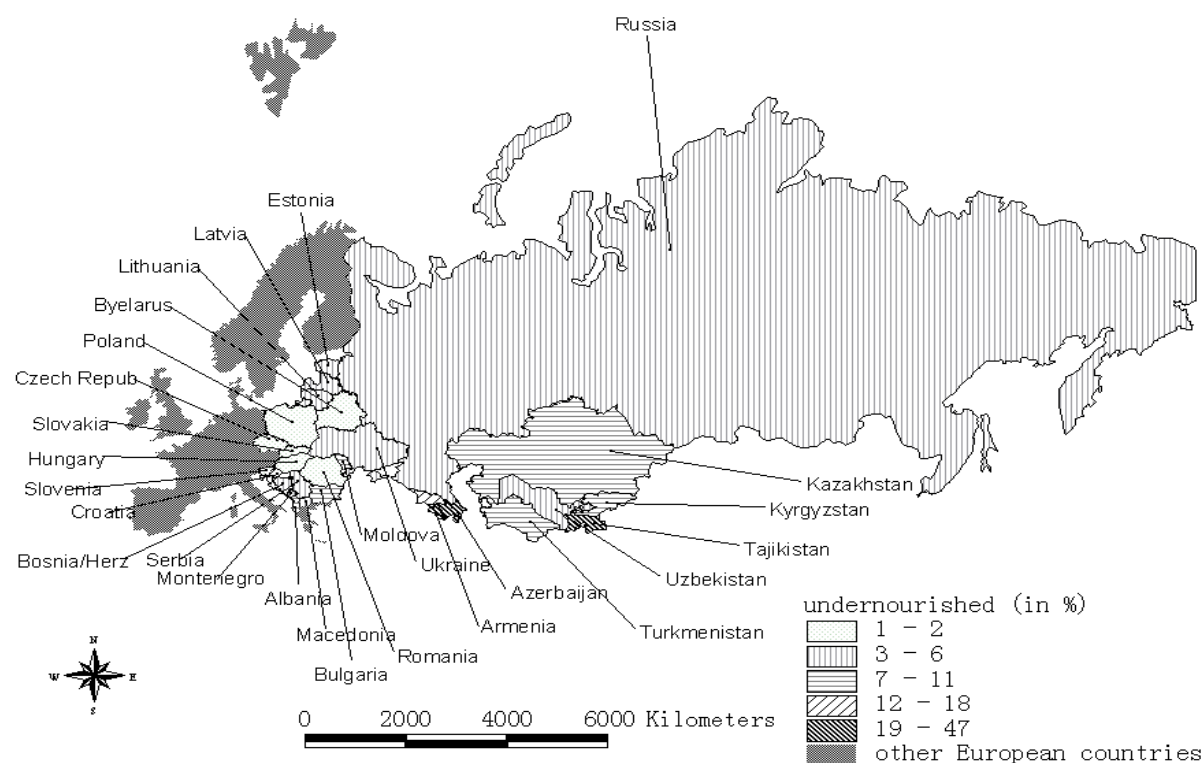 Russia
Estonia
Latvia
Lithuania
Byelarus
Poland
Czech Repub
Slovakia
Hungary
Slovenia
Croatia
Bosnia/Herz
Serbia
Montenegro
Albania
Macedonia
Bulgaria
Romania
Moldova
Ukraine
Armenia
Azerbaijan
Turkmenistan
Uzbekistan
Tajikistan
Kyrgyzstan
Kazakhstan
N
W E
S
0 2000 4000 6000 Kilometers
undernourished (in %)
1 - 2
3 - 6
7 - 11
12 - 18
19 - 47
other European countries